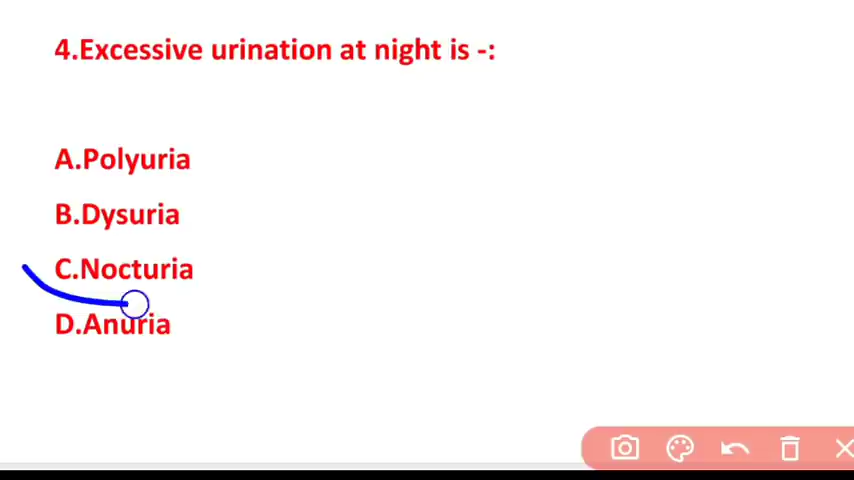 4.Excessive urination at night is -:
A.Polyuria
B.Dysuria
C.Nocturia
D.Anuria